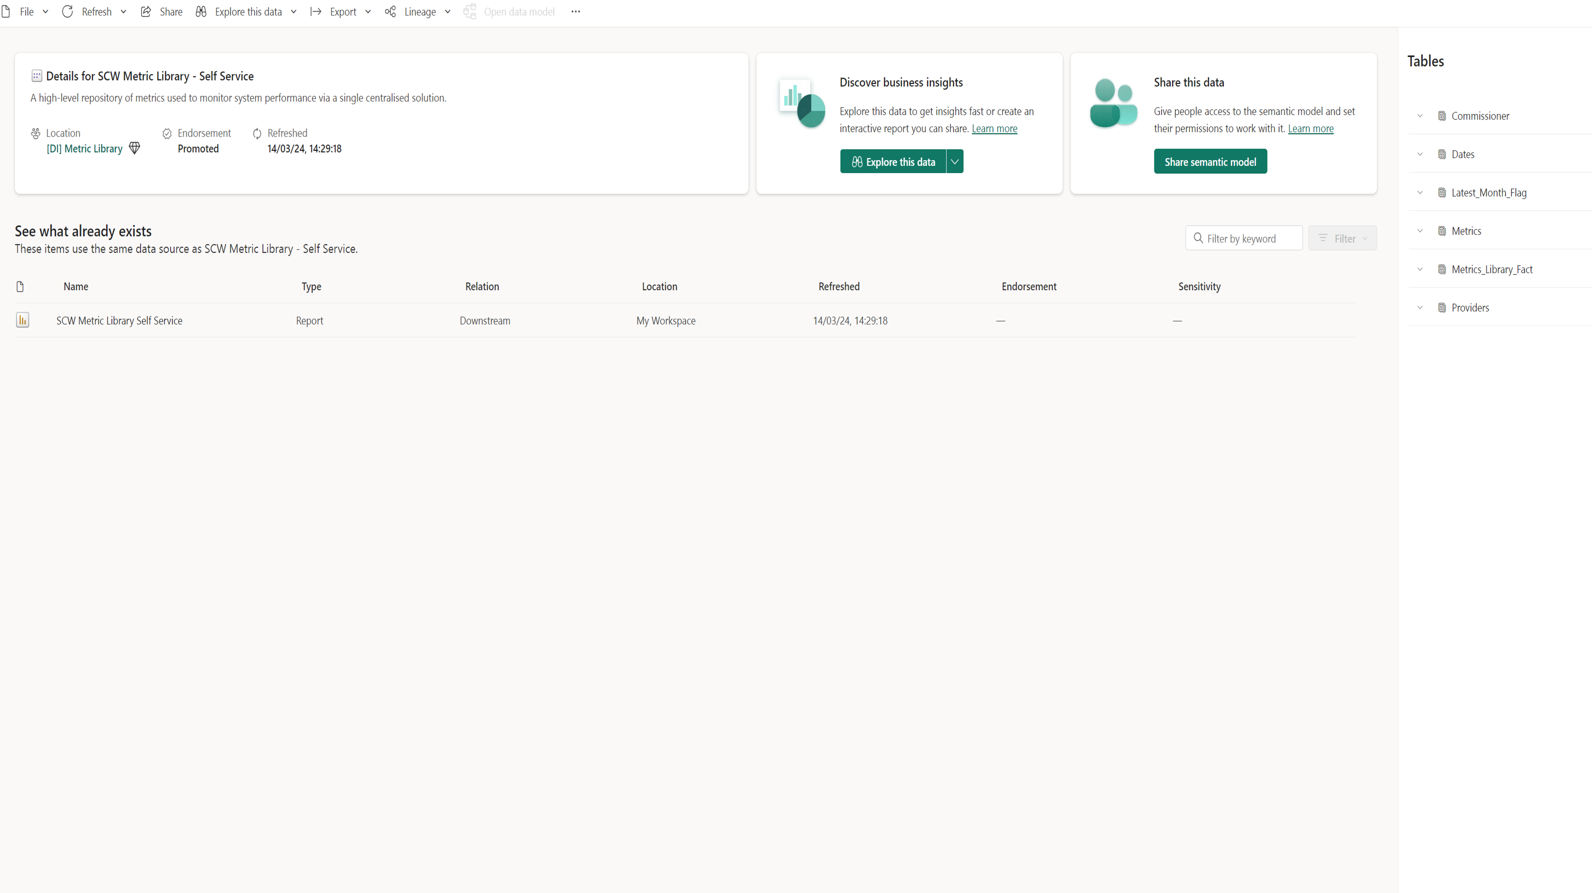 File Refresh Share Explore this data Export Lineage Open data model ...
Details for SCW Metric Library - Self Service
A high-level repository of metrics used to monitor system performance via a single centralised solution.
Location Endorsement Refreshed
[DI] Metric Library Promoted 14/03/24, 14:29:18
Discover business insights
Explore this data to get insights fast or create an
interactive report you can share. Learn more
Explore this data
Share this data
Give people access to the semantic model and set
their permissions to work with it. Learn more
Share semantic model
See what already exists
These items use the same data source as SCW Metric Library - Self Service.
Filter by keyword Filter
Name Type Relation Location Refreshed Endorsement Sensitivity
SCW Metric Library Self Service Report Downstream My Workspace 14/03/24, 14:29:18 — —
Tables
Commissioner
Dates
Latest_Month_Flag
Metrics
Metrics_Library_Fact
Providers